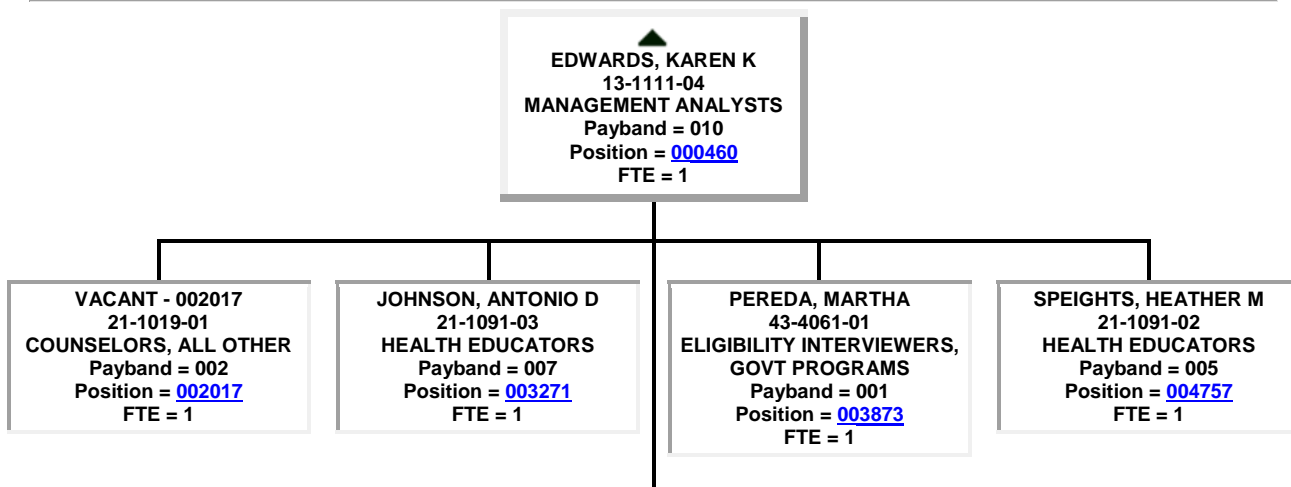 EDWARDS, KAREN K
13-1111-04
MANAGEMENT ANALYSTS
Payband = 010
Position = 000460
FTE = 1
VACANT - 002017
21-1019-01
COUNSELORS, ALL OTHER
Payband = 002
Position = 002017
FTE = 1
JOHNSON, ANTONIO D
21-1091-03
HEALTH EDUCATORS
Payband = 007
Position = 003271
FTE = 1
PEREDA, MARTHA
43-4061-01
ELIGIBILITY INTERVIEWERS,
GOVT PROGRAMS
Payband = 001
Position = 003873
FTE = 1
SPEIGHTS, HEATHER M
21-1091-02
HEALTH EDUCATORS
Payband = 005
Position = 004757
FTE = 1